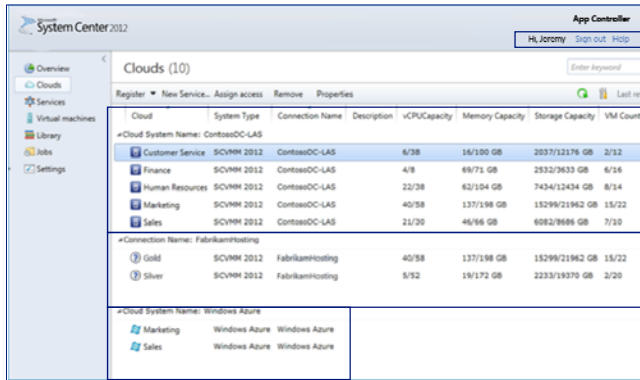 Microsoft
System Center 2012
App Controller
Hi, Jeremy Sign out Help
Overview
Clouds
Services
Virtual machines
Library
Jobs
Settings
Clouds (10)
Enter keyword
Register New Service... Assign access Remove Properties
Last re
Cloud System Type Connection Name Description vCPUCapacity Memory Capacity Storage Capacity VM Count
Cloud System Name: ContosoDC-LAS
Customer Service SCVMM 2012 ContosoDC-LAS 6/38 16/100 GB 2037/12176 GB 2/12
Finance SCVMM 2012 ContosoDC-LAS 4/8 69/71 GB 2532/3633 GB 6/16
Human Resources SCVMM 2012 ContosoDC-LAS 22/38 62/104 GB 7434/12434 GB 8/14
Marketing SCVMM 2012 ContosoDC-LAS 40/58 137/198 GB 15299/21962 GB 15/22
Sales SCVMM 2012 ContosoDC-LAS 21/30 46/66 GB 6082/8686 GB 7/10
Connection Name: FabrikamHosting
Gold SCVMM 2012 FabrikamHosting 40/58 137/198 GB 15299/21962 GB 15/22
Silver SCVMM 2012 FabrikamHosting 5/52 19/172 GB 2233/19370 GB 2/20
Cloud System Name: Windows Azure
Marketing Windows Azure Windows Azure
Sales Windows Azure Windows Azure